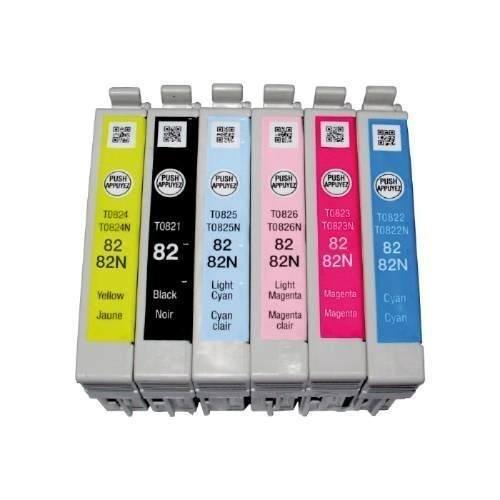 PUSH
APPUYEZ
T0824
T0824N
82
82N
Yellow
Jaune
PUSH
APPUYEZ
T0821
82
Black
Noir
PUSH
APPUYEZ
T0825
T0825N
82
82N
Light
Cyan
Cyan
clair
PUSH
APPUYEZ
T0826
T0826N
82
82N
Light
Magenta
Magenta
clair
PUSH
APPUYEZ
T0823
T0823N
82
82N
Magenta
Magenta
PUSH
APPUYEZ
T0822
T0822N
82
82N
Cyan
Cyan